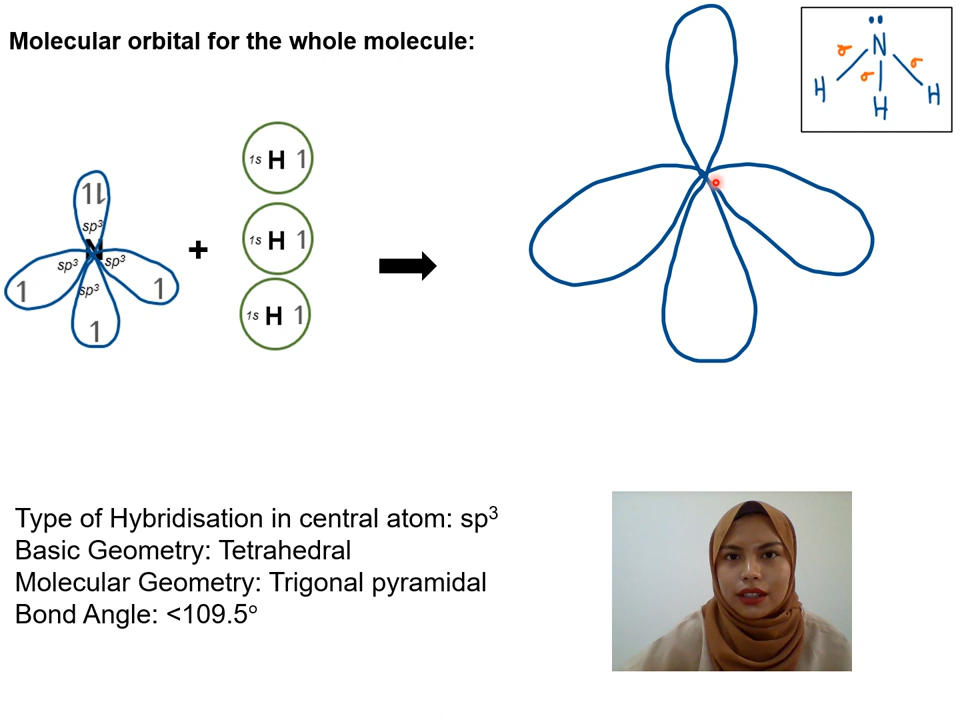 Molecular orbital for the whole molecule:
N
H H H
σ σ σ
1s H 1
1s H 1
1s H 1
+
11
sp³
N
sp³ sp³
sp³
1 1
1
Type of Hybridisation in central atom: sp³
Basic Geometry: Tetrahedral
Molecular Geometry: Trigonal pyramidal
Bond Angle: <109.5°